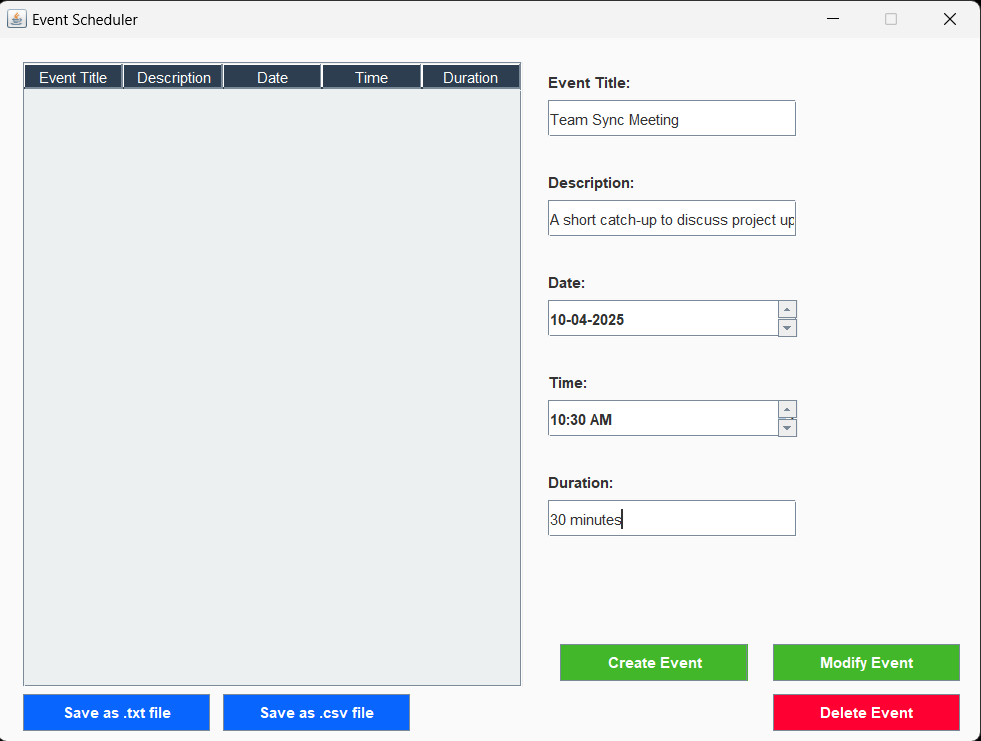 Event Scheduler
Event Title Description Date Time Duration
Event Title:
Team Sync Meeting
Description:
A short catch-up to discuss project up
Date:
10-04-2025
Time:
10:30 AM
Duration:
30 minutes
Create Event Modify Event
Save as .txt file Save as .csv file Delete Event